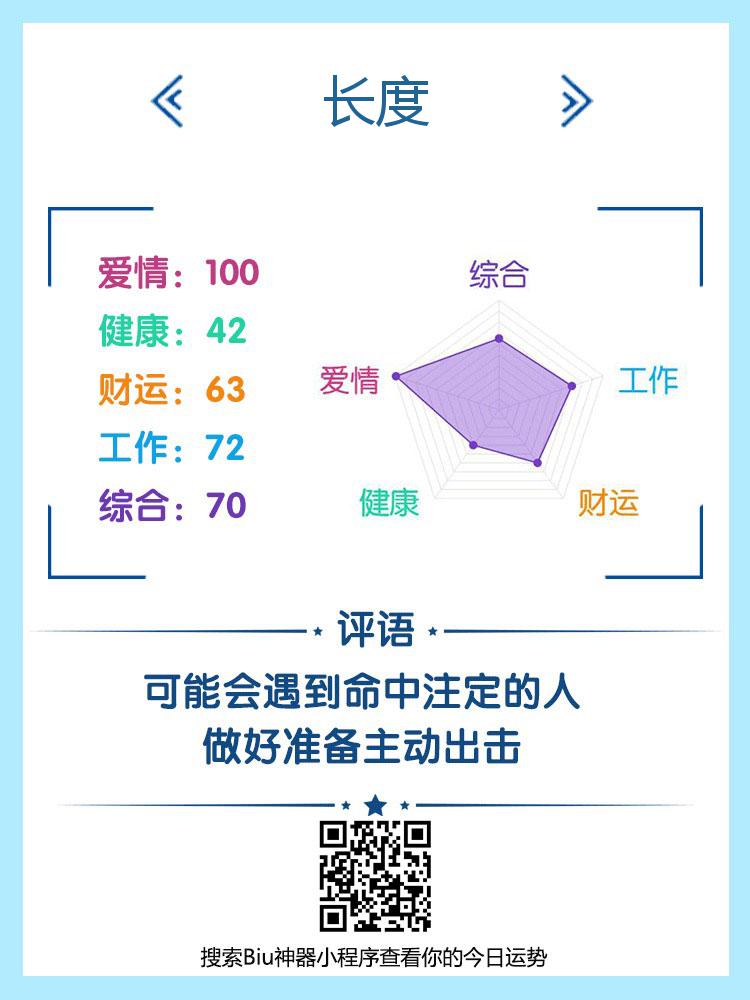 长度
爱情：100
健康：42
财运：63
工作：72
综合：70
综合
爱情
工作
健康
财运
评语
可能会遇到命中注定的人
做好准备主动出击
搜索Biu神器小程序查看你的今日运势